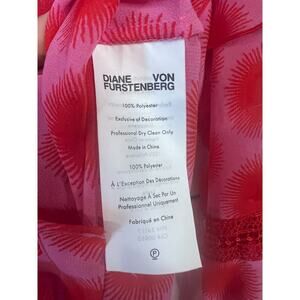 DIANE VON
FURSTENBERG
100% Polyester
Exclusive of Decoration
Professional Dry Clean Only
Made in China
100% Polyester
À L'Exception Des Décorations
Nettoyage À Sec Par Un
Professionnel Uniquement
Fabriqué en Chine
P